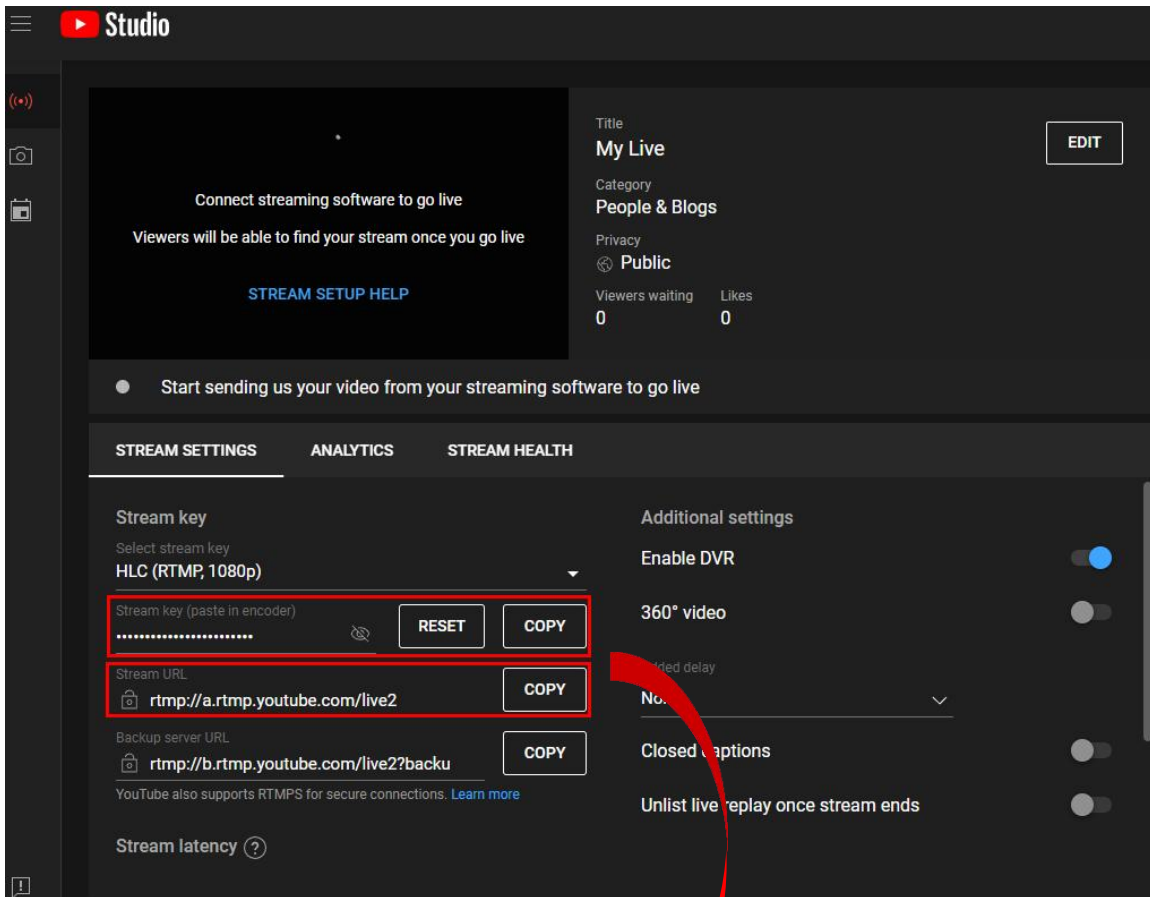 Studio
Connect streaming software to go live
Viewers will be able to find your stream once you go live
STREAM SETUP HELP
Title
My Live
EDIT
Category
People & Blogs
Privacy
Public
Viewers waiting Likes
0 0
Start sending us your video from your streaming software to go live
STREAM SETTINGS ANALYTICS STREAM HEALTH
Stream key
Select stream key
HLC (RTMP, 1080p)
Stream key (paste in encoder)
••••••••••••••••••••••• RESET COPY
Stream URL
rtmp://a.rtmp.youtube.com/live2 COPY
Backup server URL
rtmp://b.rtmp.youtube.com/live2?backu COPY
YouTube also supports RTMPS for secure connections. Learn more
Stream latency ?
Additional settings
Enable DVR
360° video
delay
Closed Captions
Unlist live replay once stream ends